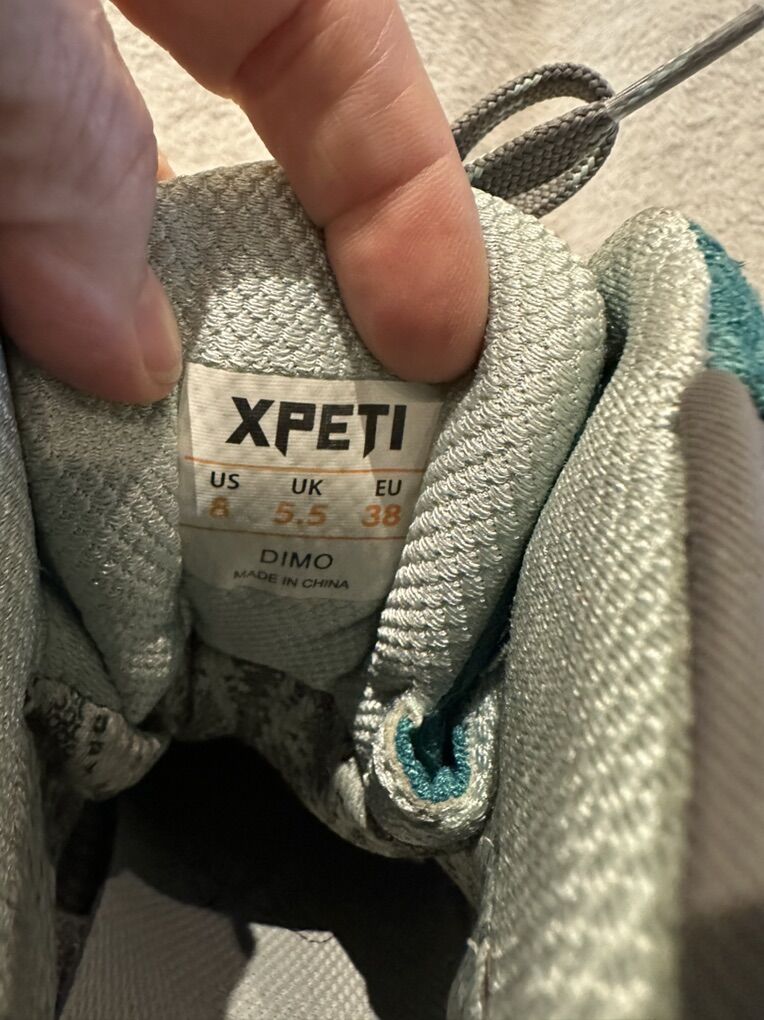 XPETI
US UK EU
8 5.5 38
DIMO
MADE IN CHINA